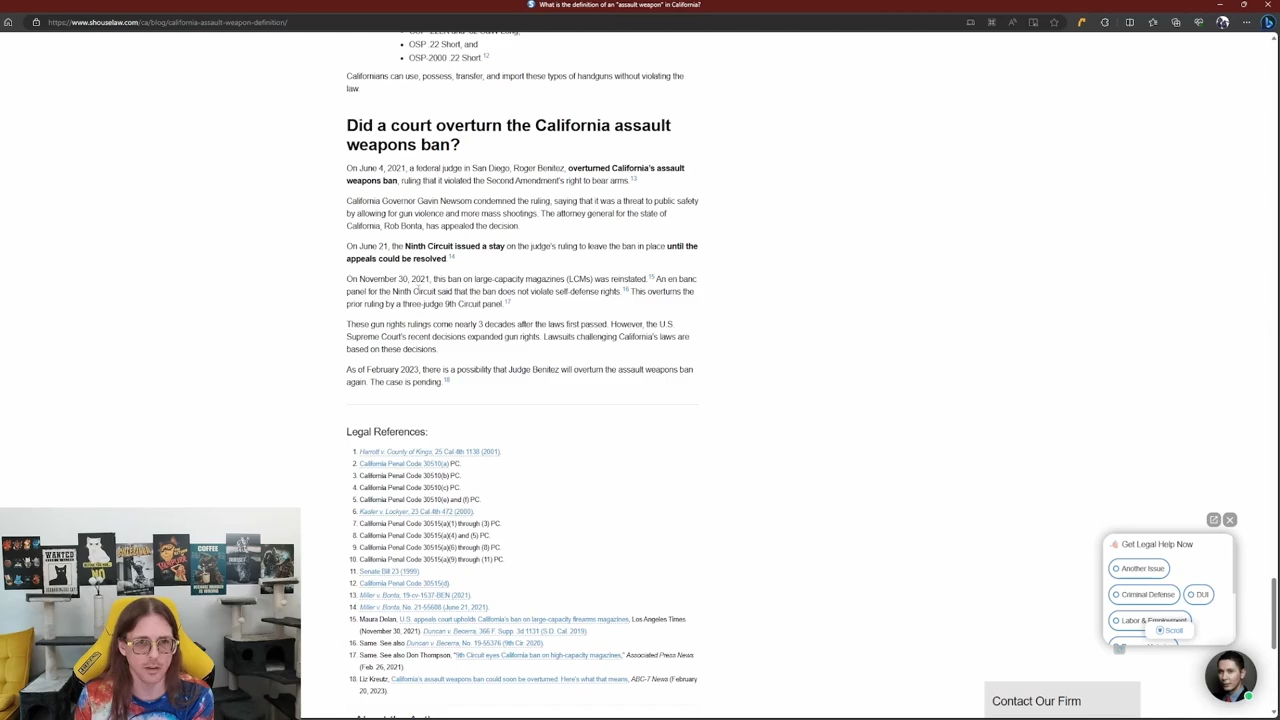 What is the definition of an "assault weapon" in California?
https://www.shouselaw.com/ca/blog/california-assault-weapon-definition/
• OSP .22 Short, and
• OSP-2000 .22 Short.12
Californians can use, possess, transfer, and import these types of handguns without violating the
law.
Did a court overturn the California assault
weapons ban?
On June 4, 2021, a federal judge in San Diego, Roger Benitez, overturned California's assault
weapons ban, ruling that it violated the Second Amendment's right to bear arms.13
California Governor Gavin Newsom condemned the ruling, saying that it was a threat to public safety
by allowing for gun violence and more mass shootings. The attorney general for the state of
California, Rob Bonta, has appealed the decision.
On June 21, the Ninth Circuit issued a stay on the judge's ruling to leave the ban in place until the
appeals could be resolved.14
On November 30, 2021, this ban on large-capacity magazines (LCMs) was reinstated.15 An en banc
panel for the Ninth Circuit said that the ban does not violate self-defense rights.16 This overturns the
prior ruling by a three-judge 9th Circuit panel.17
These gun rights rulings come nearly 3 decades after the laws first passed. However, the U.S.
Supreme Court's recent decisions expanded gun rights. Lawsuits challenging California's laws are
based on these decisions.
As of February 2023, there is a possibility that Judge Benitez will overturn the assault weapons ban
again. The case is pending.18
Legal References:
1. Harrott v. County of Kings, 25 Cal.4th 1138 (2001).
2. California Penal Code 30510(a) PC.
3. California Penal Code 30510(b) PC.
4. California Penal Code 30510(c) PC.
5. California Penal Code 30510(e) and (f) PC.
6. Kasler v. Lockyer, 23 Cal.4th 472 (2000).
7. California Penal Code 30515(a)(1) through (3) PC.
8. California Penal Code 30515(a)(4) and (5) PC.
9. California Penal Code 30515(a)(6) through (8) PC.
10. California Penal Code 30515(a)(9) through (11) PC.
11. Senate Bill 23 (1999).
12. California Penal Code 30515(d).
13. Miller v. Bonta, 19-cv-1537-BEN (2021).
14. Miller v. Bonta, No. 21-55608 (June 21, 2021).
15. Maura Dolan, U.S. appeals court upholds California's ban on large-capacity firearms magazines, Los Angeles Times
(November 30, 2021). Duncan v. Becerra, 366 F. Supp. 3d 1131 (S.D. Cal. 2019)
16. Same. See also Duncan v. Becerra, No. 19-55376 (9th Cir. 2020).
17. Same. See also Don Thompson, "9th Circuit eyes California ban on high-capacity magazines," Associated Press News
(Feb. 26, 2021)
18. Liz Kreutz, California's assault weapons ban could soon be overturned: Here's what that means, ABC-7 News (February
20, 2023)
Get Legal Help Now
Another Issue
Criminal Defense
DUI
Labor & Employment
Scroll
Contact Our Firm
WANTED
COFFEE